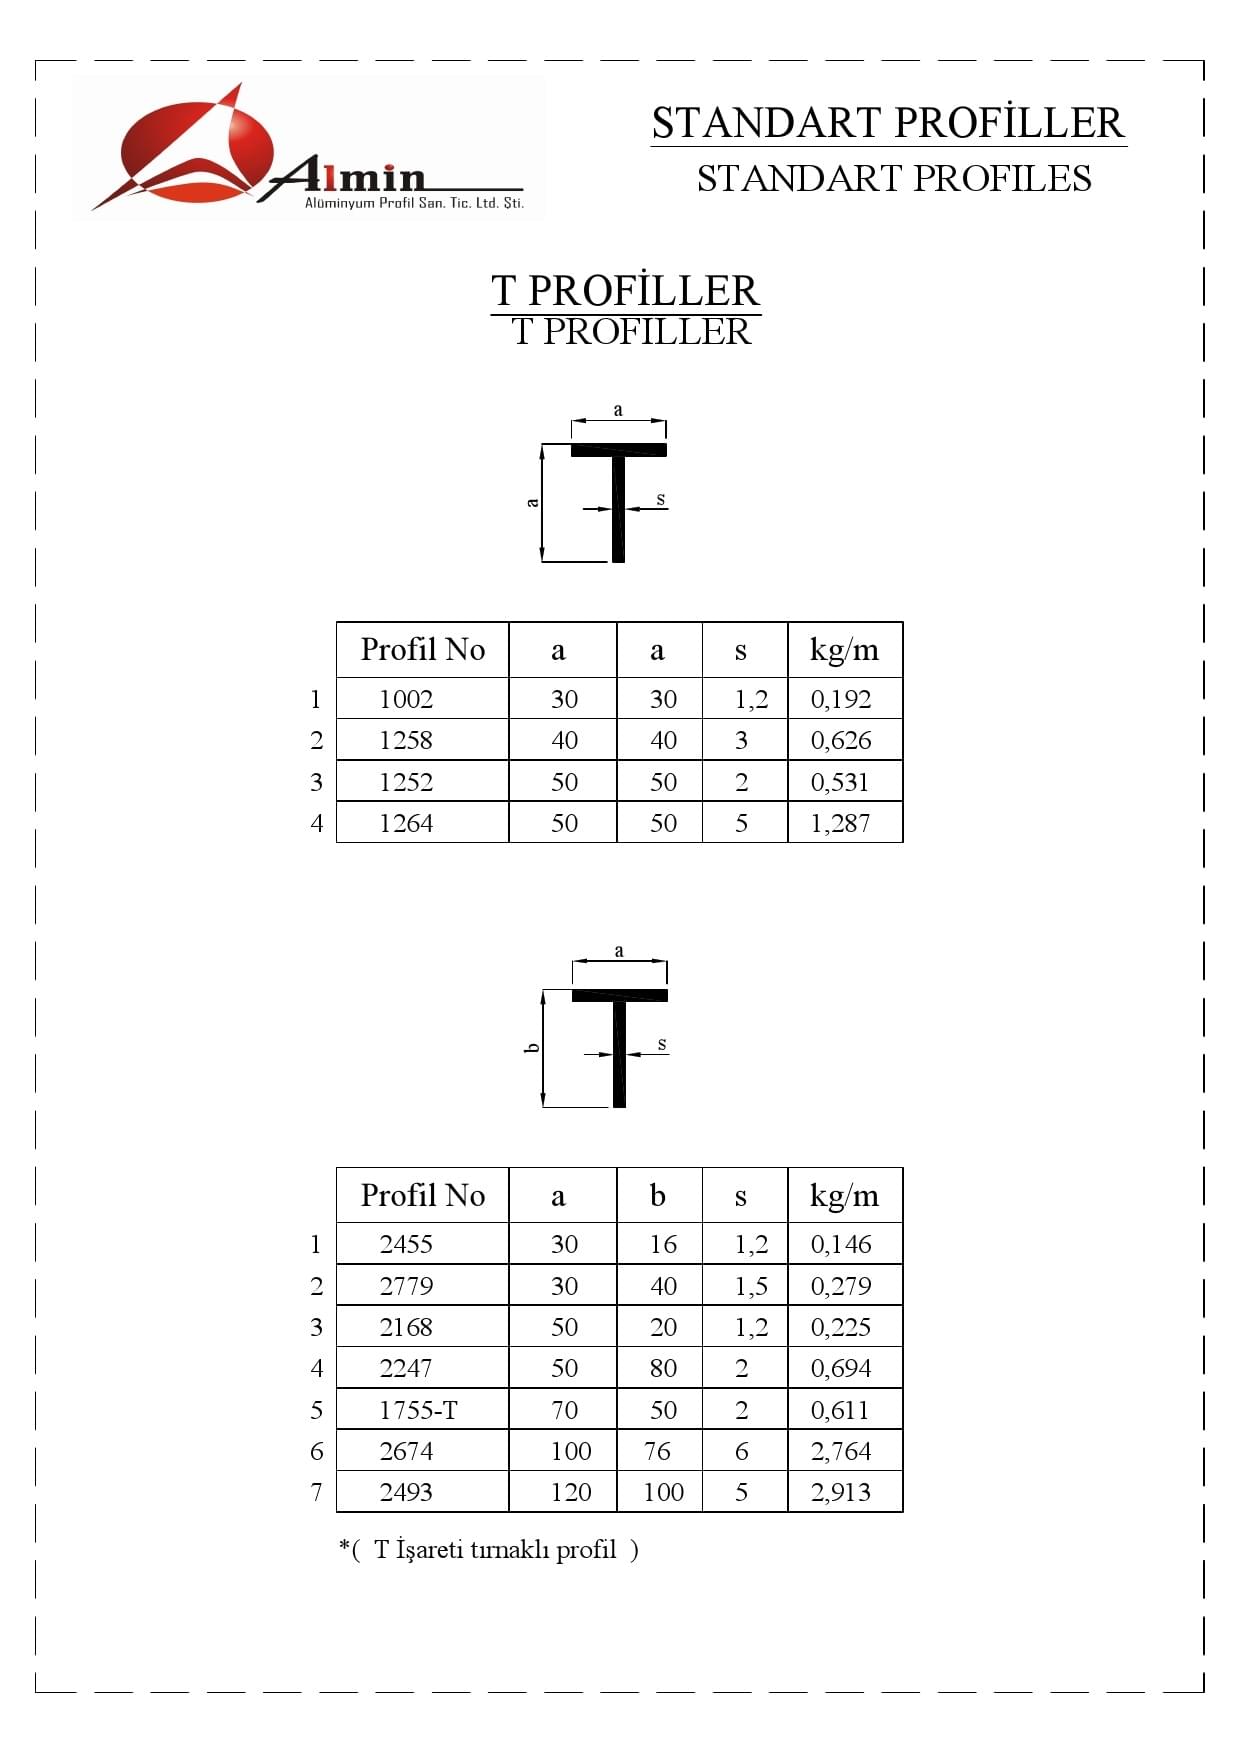 Almin
Alüminyum Profil San. Tic. Ltd. Şti.
STANDART PROFİLLER
STANDART PROFILES
T PROFİLLER
T PROFILLER
a
a
s
Profil No a a s kg/m
1 1002 30 30 1,2 0,192
2 1258 40 40 3 0,626
3 1252 50 50 2 0,531
4 1264 50 50 5 1,287
a
b
s
Profil No a b s kg/m
1 2455 30 16 1,2 0,146
2 2779 30 40 1,5 0,279
3 2168 50 20 1,2 0,225
4 2247 50 80 2 0,694
5 1755-T 70 50 2 0,611
6 2674 100 76 6 2,764
7 2493 120 100 5 2,913
*( T İşareti tırnaklı profil )